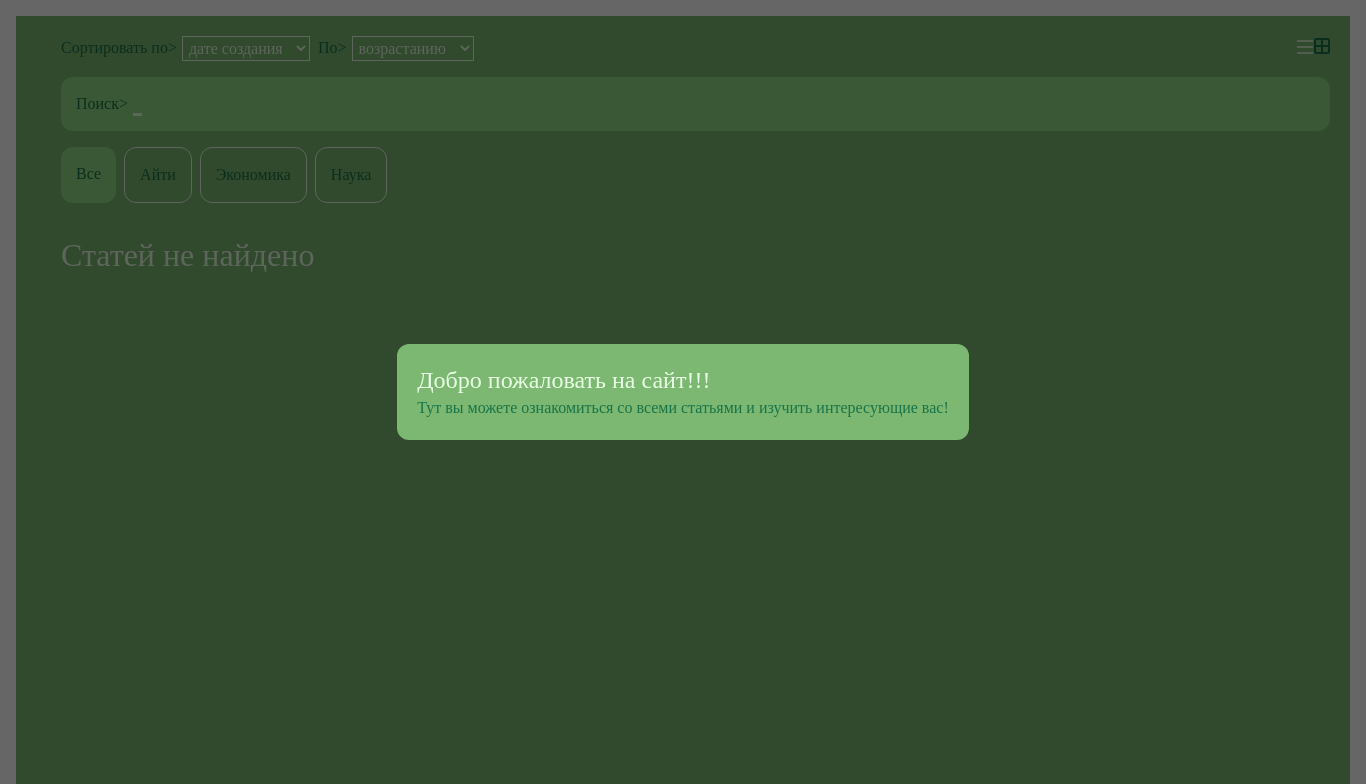 Сортировать по> дате создания По> возрастанию
Поиск> _
Все Айти Экономика Наука
Статей не найдено
Добро пожаловать на сайт!!!
Тут вы можете ознакомиться со всеми статьями и изучить интересующие вас!